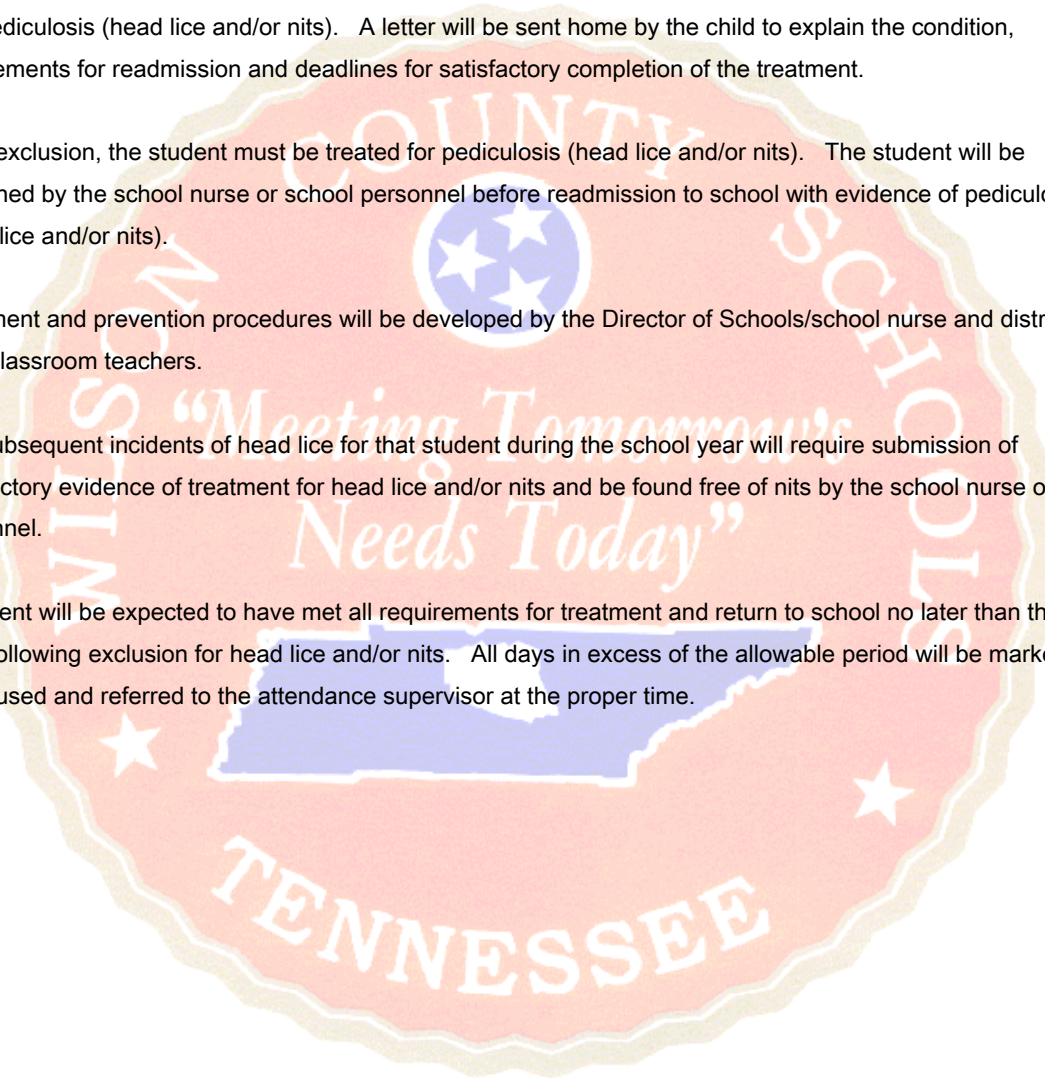 ediculosis (head lice and/or nits). A letter will be sent home by the child to explain the condition,
ements for readmission and deadlines for satisfactory completion of the treatment.
exclusion, the student must be treated for pediculosis (head lice and/or nits). The student will be
ned by the school nurse or school personnel before readmission to school with evidence of pediculo
lice and/or nits).
ment and prevention procedures will be developed by the Director of Schools/school nurse and distr
lassroom teachers.
ubsequent incidents of head lice for that student during the school year will require submission of
ctory evidence of treatment for head lice and/or nits and be found free of nits by the school nurse o
nnel.
ent will be expected to have met all requirements for treatment and return to school no later than th
ollowing exclusion for head lice and/or nits. All days in excess of the allowable period will be marke
used and referred to the attendance supervisor at the proper time.
WILSON COUNTY SCHOOLS
“Meeting Tomorrow's
Needs Today”
TENNESSEE